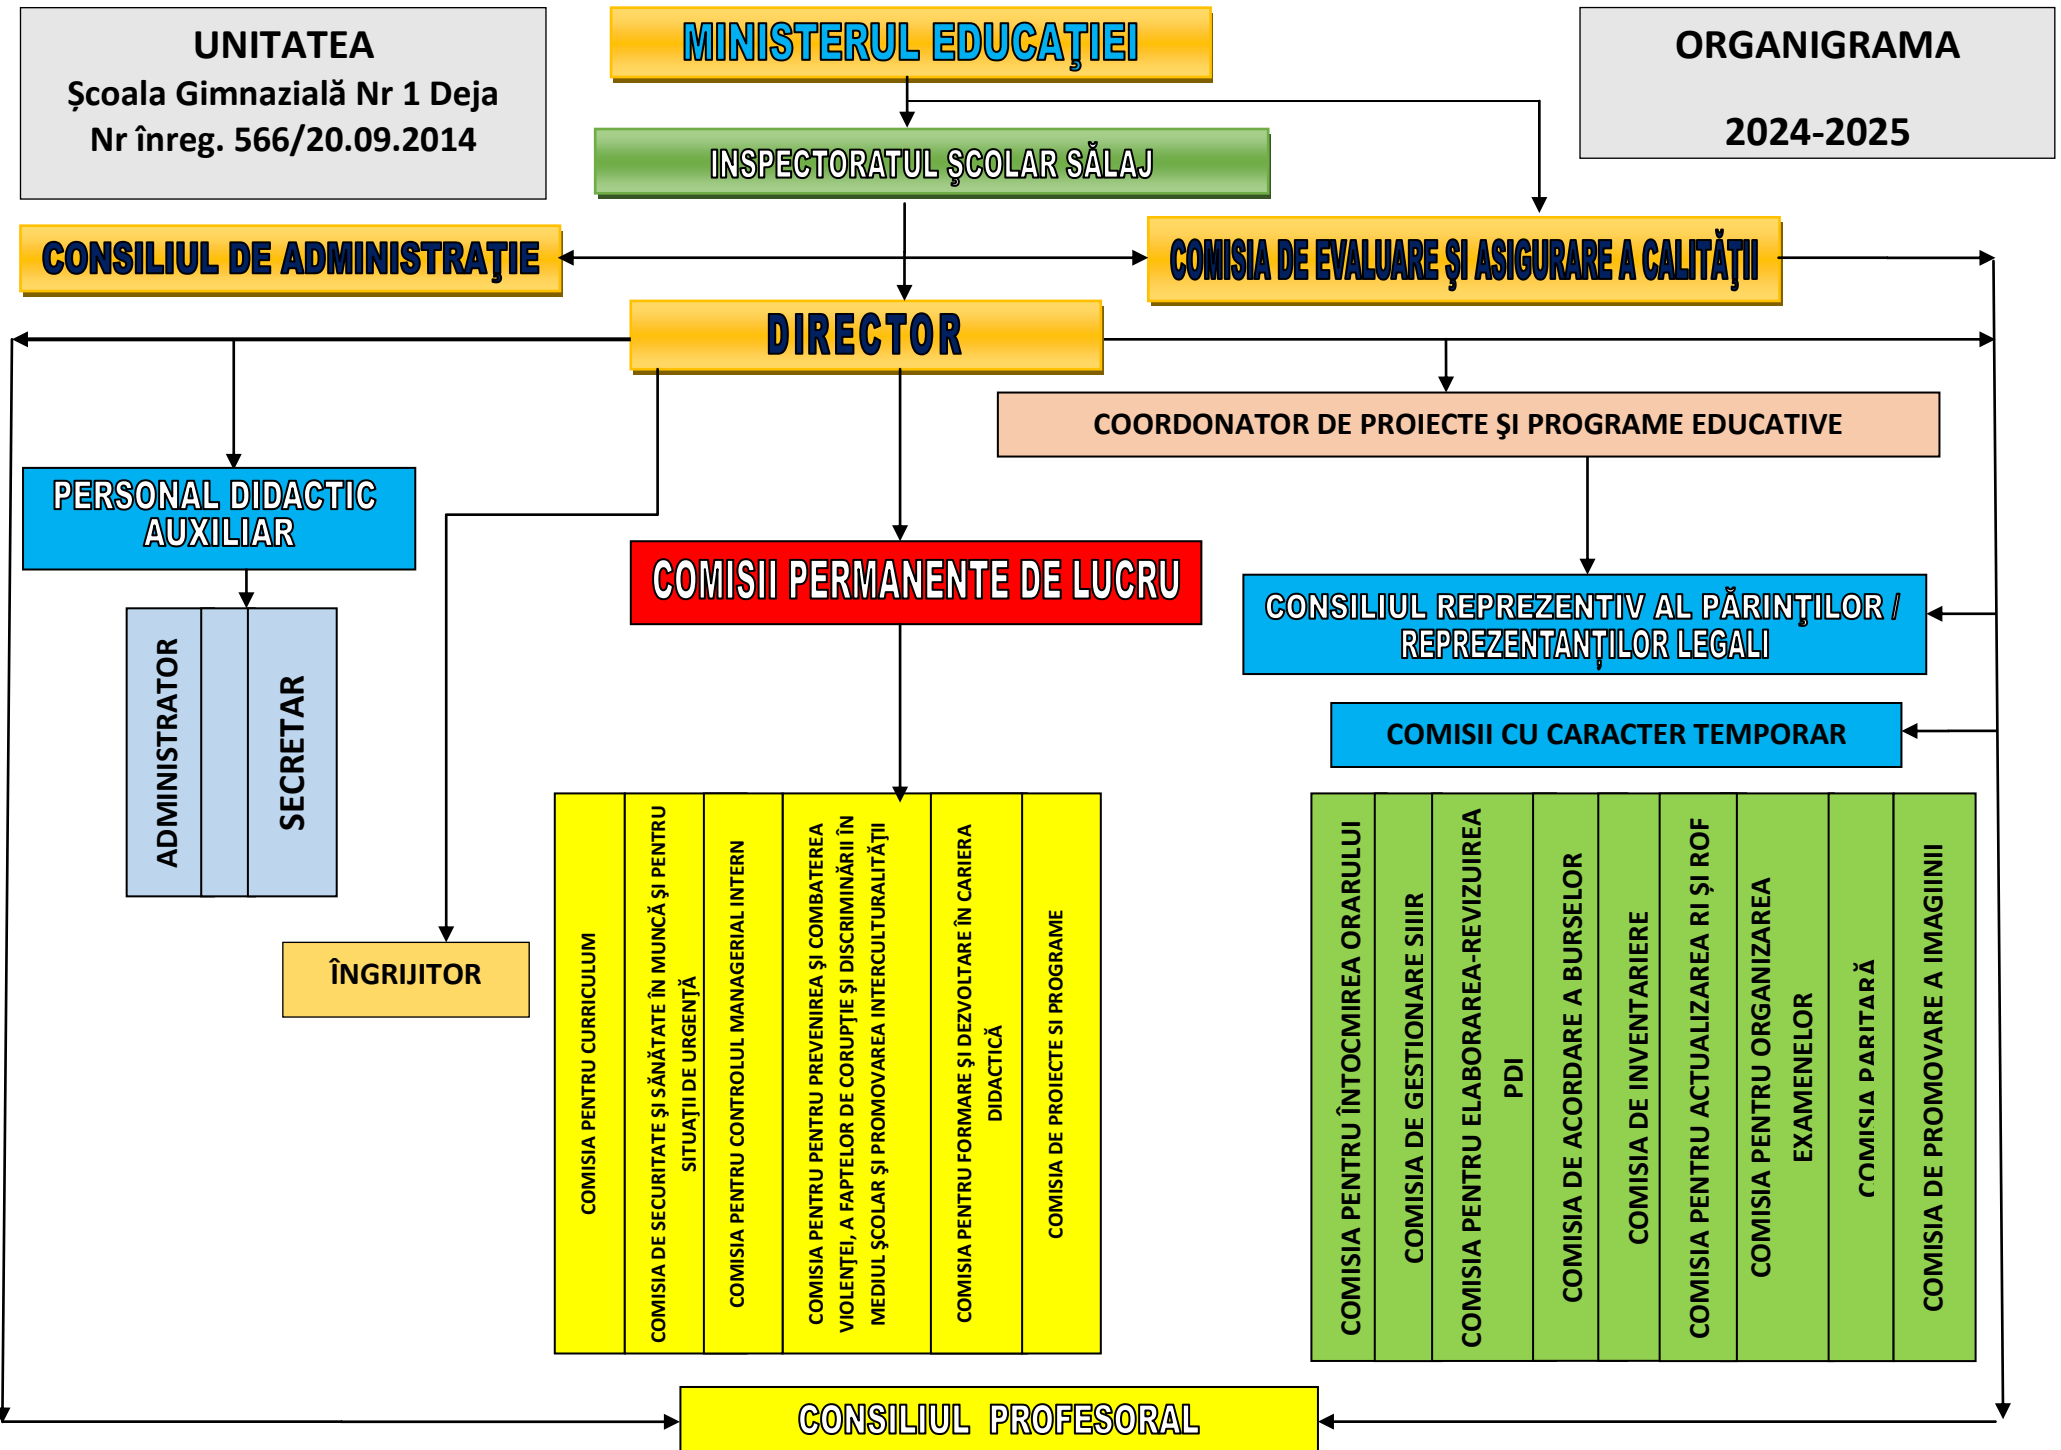 UNITATEA
Școala Gimnazială Nr 1 Deja
Nr înreg. 566/20.09.2014
MINISTERUL EDUCAŢIEI
ORGANIGRAMA
2024-2025
INSPECTORATUL ŞCOLAR SĂLAJ
CONSILIUL DE ADMINISTRAŢIE
COMISIA DE EVALUARE ŞI ASIGURARE A CALITĂŢII
DIRECTOR
COORDONATOR DE PROIECTE ŞI PROGRAME EDUCATIVE
PERSONAL DIDACTIC
AUXILIAR
COMISII PERMANENTE DE LUCRU
CONSILIUL REPREZENTIV AL PĂRINŢILOR /
REPREZENTANȚILOR LEGALI
ADMINISTRATOR
SECRETAR
COMISII CU CARACTER TEMPORAR
ÎNGRIJITOR
COMISIA PENTRU CURRICULUM
COMISIA DE SECURITATE ŞI SĂNĂTATE ÎN MUNCĂ ŞI PENTRU
SITUAŢII DE URGENŢĂ
COMISIA PENTRU CONTROLUL MANAGERIAL INTERN
COMISIA PENTRU PENTRU PREVENIREA ŞI COMBATEREA
VIOLENŢEI, A FAPTELOR DE CORUPŢIE ŞI DISCRIMINĂRII ÎN
MEDIUL ŞCOLAR ŞI PROMOVAREA INTERCULTURALITĂŢII
COMISIA PENTRU FORMARE ŞI DEZVOLTARE ÎN CARIERA
DIDACTICĂ
COMISIA DE PROIECTE SI PROGRAME
COMISIA PENTRU ÎNTOCMIREA ORARULUI
COMISIA DE GESTIONARE SIIIR
COMISIA PENTRU ELABORAREA-REVIZUIREA
PDI
COMISIA DE ACORDARE A BURSELOR
COMISIA DE INVENTARIERE
COMISIA PENTRU ACTUALIZAREA RI ȘI ROF
COMISIA PENTRU ORGANIZAREA
EXAMENELOR
COMISIA PARITARĂ
COMISIA DE PROMOVARE A IMAGIINII
CONSILIUL PROFESORAL